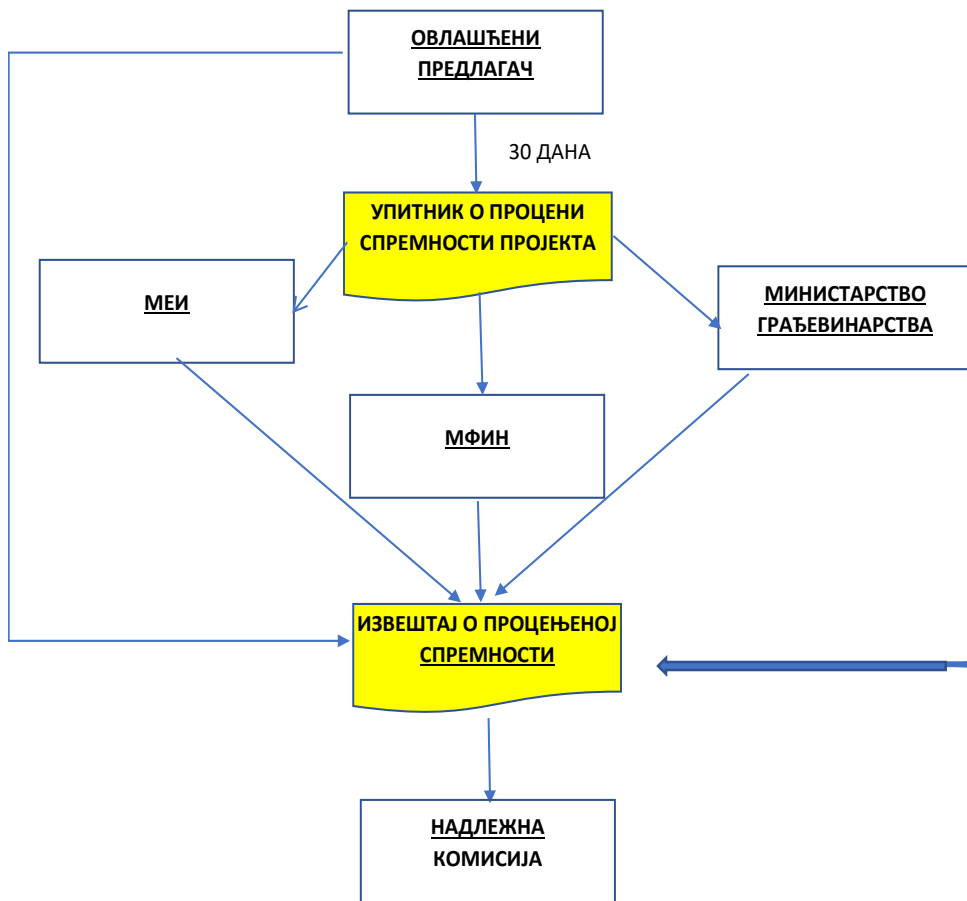 ОВЛАШЋЕНИ
ПРЕДЛАГАЧ
30 ДАНА
УПИТНИК О ПРОЦЕНИ
СПРЕМНОСТИ ПРОЈЕКТА
МЕИ
МИНИСТАРСТВО
ГРАЂЕВИНАРСТВА
МФИН
ИЗВЕШТАЈ О ПРОЦЕЊЕНОЈ
СПРЕМНОСТИ
НАДЛЕЖНА
КОМИСИЈА